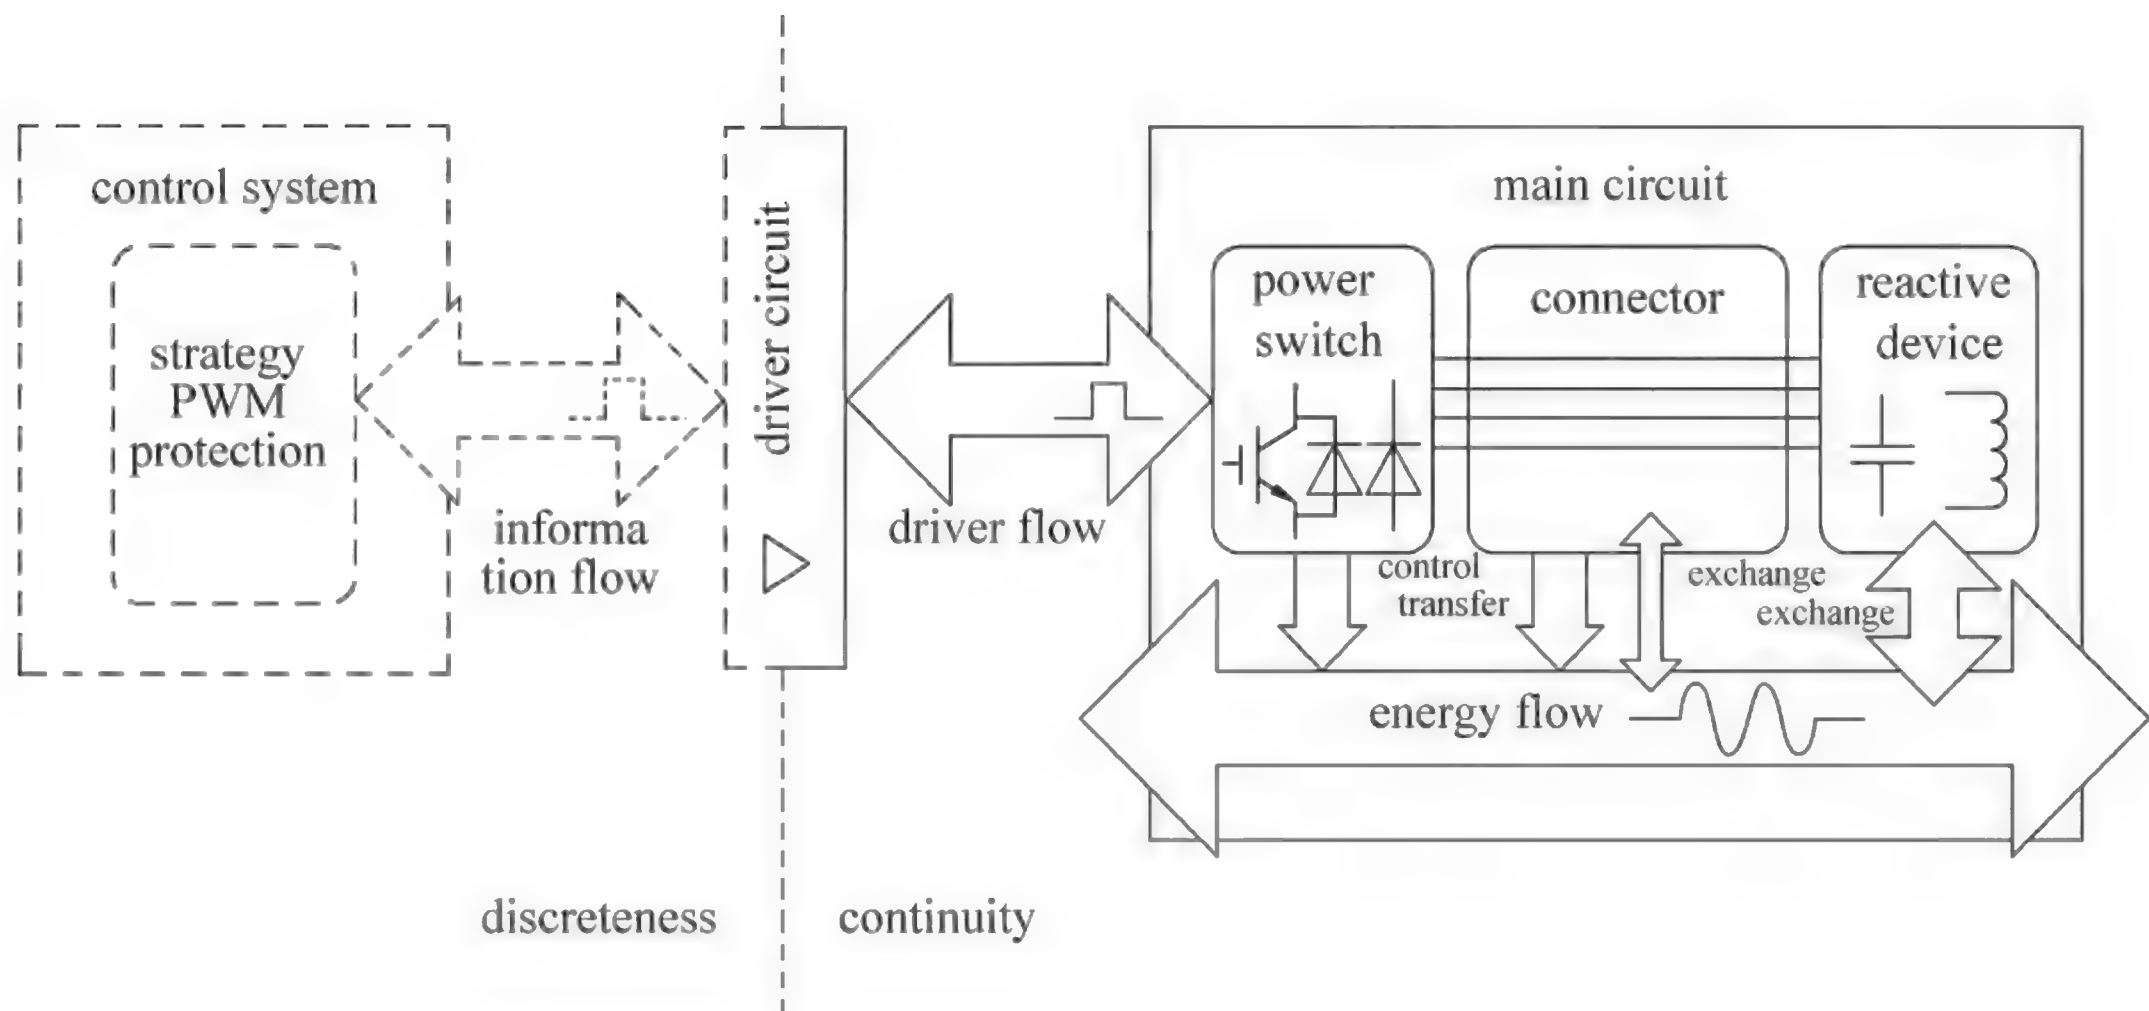 control system
strategy
PWM
protection
informa
tion flow
driver circuit
driver flow
main circuit
power
switch
connector
reactive
device
control
transfer
exchange
exchange
energy flow
discreteness
continuity